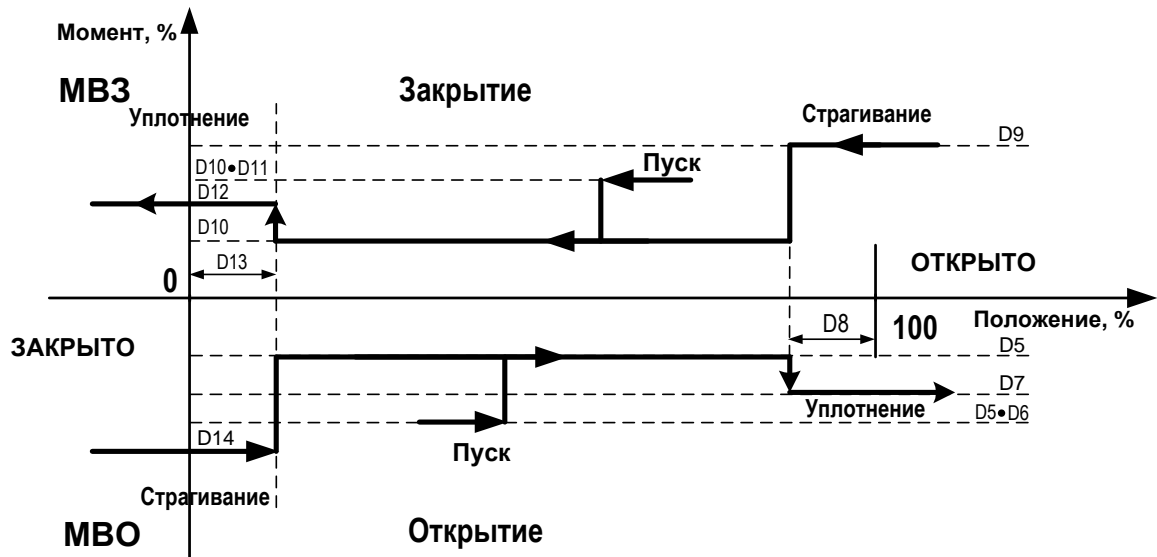 Момент, %
МВЗ
Закрытие
Уплотнение
Страгивание
D9
D10•D11
Пуск
D12
D10
D13
ОТКРЫТО
0
D8
100
Положение, %
ЗАКРЫТО
D5
D7
Уплотнение
D5•D6
D14
Пуск
Страгивание
МВО
Открытие